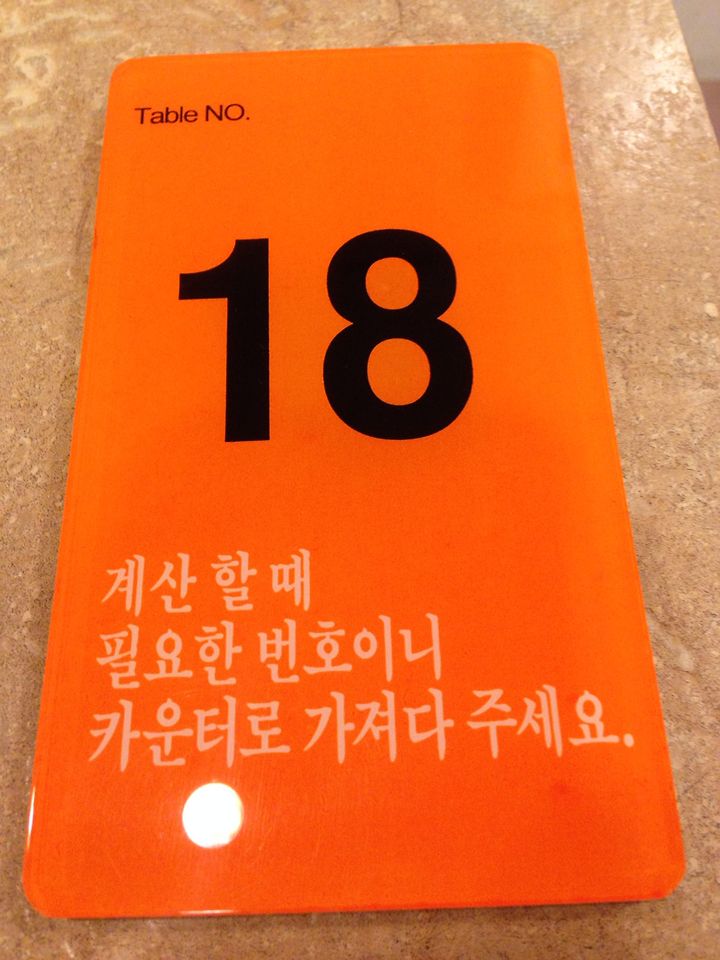 Table NO.
18
계산 할 때
필요한 번호이니
카운터로 가져다 주세요.